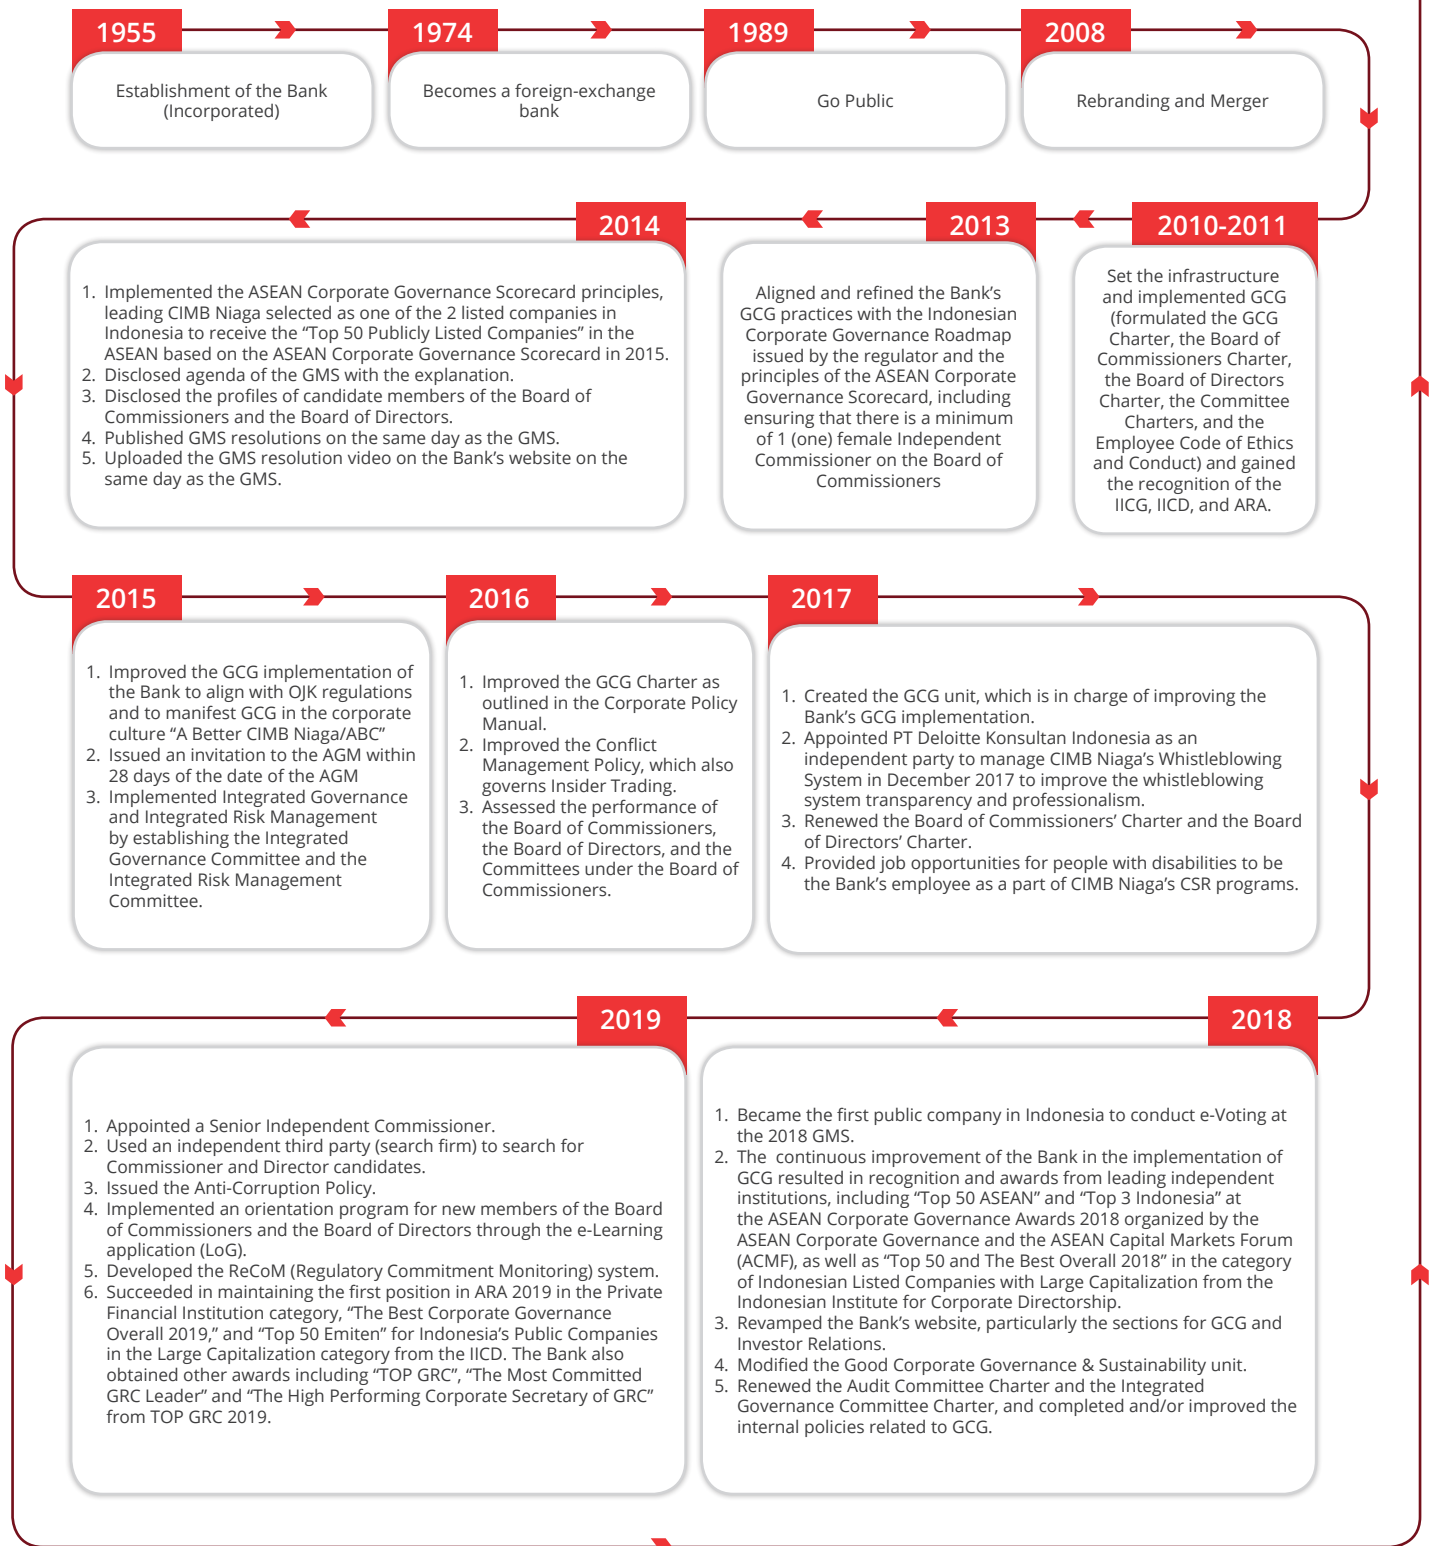 1955
Establishment of the Bank
(Incorporated)
1974
Becomes a foreign-exchange
bank
1989
Go Public
2008
Rebranding and Merger
2010-2011
Set the infrastructure
and implemented GCG
(formulated the GCG
Charter, the Board of
Commissioners Charter,
the Board of Directors
Charter, the Committee
Charters, and the
Employee Code of Ethics
and Conduct) and gained
the recognition of the
IICG, IICD, and ARA.
2013
Aligned and refined the Bank’s
GCG practices with the Indonesian
Corporate Governance Roadmap
issued by the regulator and the
principles of the ASEAN Corporate
Governance Scorecard, including
ensuring that there is a minimum
of 1 (one) female Independent
Commissioner on the Board of
Commissioners
2014
1. Implemented the ASEAN Corporate Governance Scorecard principles,
leading CIMB Niaga selected as one of the 2 listed companies in
Indonesia to receive the “Top 50 Publicly Listed Companies” in the
ASEAN based on the ASEAN Corporate Governance Scorecard in 2015.
2. Disclosed agenda of the GMS with the explanation.
3. Disclosed the profiles of candidate members of the Board of
Commissioners and the Board of Directors.
4. Published GMS resolutions on the same day as the GMS.
5. Uploaded the GMS resolution video on the Bank’s website on the
same day as the GMS.
2015
1. Improved the GCG implementation of
the Bank to align with OJK regulations
and to manifest GCG in the corporate
culture “A Better CIMB Niaga/ABC”
2. Issued an invitation to the AGM within
28 days of the date of the AGM
3. Implemented Integrated Governance
and Integrated Risk Management
by establishing the Integrated
Governance Committee and the
Integrated Risk Management
Committee.
2016
1. Improved the GCG Charter as
outlined in the Corporate Policy
Manual.
2. Improved the Conflict
Management Policy, which also
governs Insider Trading.
3. Assessed the performance of
the Board of Commissioners,
the Board of Directors, and the
Committees under the Board of
Commissioners.
2017
1. Created the GCG unit, which is in charge of improving the
Bank’s GCG implementation.
2. Appointed PT Deloitte Konsultan Indonesia as an
independent party to manage CIMB Niaga’s Whistleblowing
System in December 2017 to improve the whistleblowing
system transparency and professionalism.
3. Renewed the Board of Commissioners’ Charter and the Board
of Directors’ Charter.
4. Provided job opportunities for people with disabilities to be
the Bank’s employee as a part of CIMB Niaga’s CSR programs.
2018
1. Became the first public company in Indonesia to conduct e-Voting at
the 2018 GMS.
2. The continuous improvement of the Bank in the implementation of
GCG resulted in recognition and awards from leading independent
institutions, including “Top 50 ASEAN” and “Top 3 Indonesia” at
the ASEAN Corporate Governance Awards 2018 organized by the
ASEAN Corporate Governance and the ASEAN Capital Markets Forum
(ACMF), as well as “Top 50 and The Best Overall 2018” in the category
of Indonesian Listed Companies with Large Capitalization from the
Indonesian Institute for Corporate Directorship.
3. Revamped the Bank’s website, particularly the sections for GCG and
Investor Relations.
4. Modified the Good Corporate Governance & Sustainability unit.
5. Renewed the Audit Committee Charter and the Integrated
Governance Committee Charter, and completed and/or improved the
internal policies related to GCG.
2019
1. Appointed a Senior Independent Commissioner.
2. Used an independent third party (search firm) to search for
Commissioner and Director candidates.
3. Issued the Anti-Corruption Policy.
4. Implemented an orientation program for new members of the Board
of Commissioners and the Board of Directors through the e-Learning
application (LoG).
5. Developed the ReCoM (Regulatory Commitment Monitoring) system.
6. Succeeded in maintaining the first position in ARA 2019 in the Private
Financial Institution category, “The Best Corporate Governance
Overall 2019,” and “Top 50 Emiten” for Indonesia’s Public Companies
in the Large Capitalization category from the IICD. The Bank also
obtained other awards including “TOP GRC”, “The Most Committed
GRC Leader” and “The High Performing Corporate Secretary of GRC”
from TOP GRC 2019.